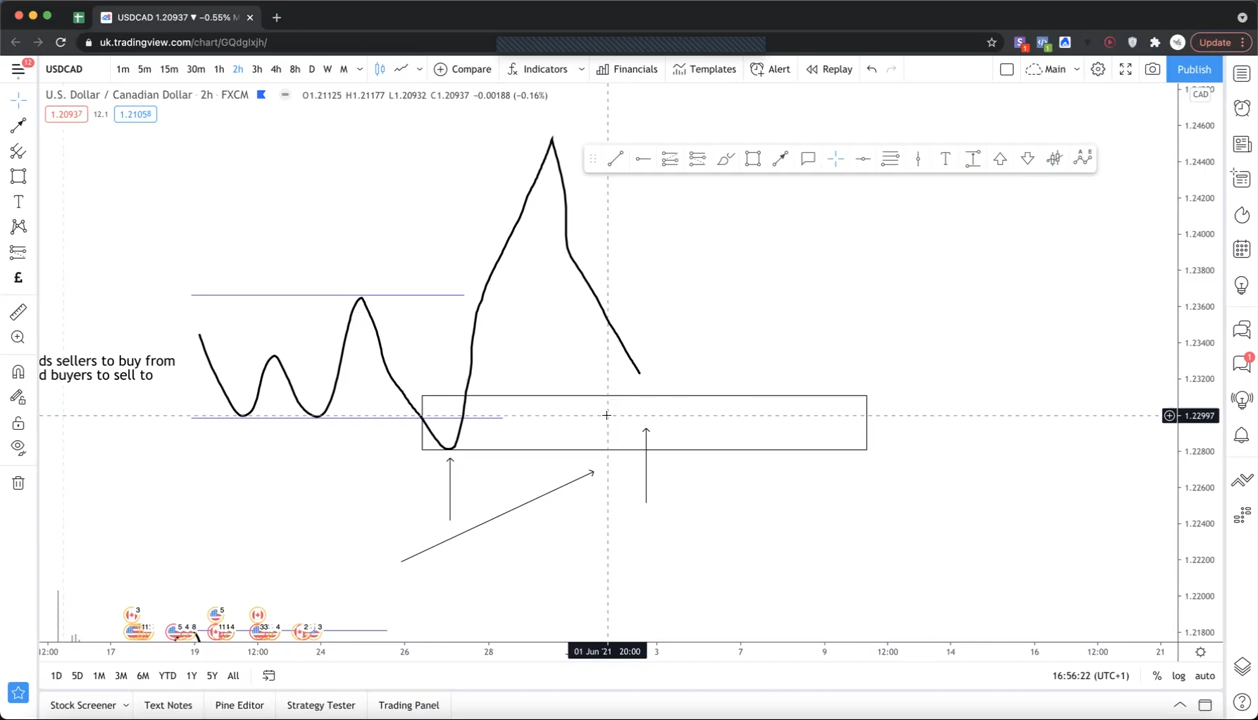 USDCAD 1.20937 ▼ −0.55% M
uk.tradingview.com/chart/GQdgIxjh/
Update
12
USDCAD
1m 5m 15m 30m 1h 2h 3h 4h 8h D W M
Compare
Indicators
Financials
Templates
Alert
Replay
Main
Publish
U.S. Dollar / Canadian Dollar · 2h · FXCM
O1.21125 H1.21177 L1.20932 C1.20937 −0.00188 (−0.16%)
1.20937 12.1 1.21058
CAD
1.24600
1.24400
1.24200
1.24000
1.23800
1.23600
1.23400
1.23200
1.22997
1.22800
1.22600
1.22400
1.22200
1.22000
1.21800
ds sellers to buy from
d buyers to sell to
12:00 17 19 12:00 24 26 28 01 Jun '21 20:00 3 7 9 12:00 14 16 12:00 21
1D 5D 1M 3M 6M YTD 1Y 5Y All
16:56:22 (UTC+1) % log auto
Stock Screener Text Notes Pine Editor Strategy Tester Trading Panel